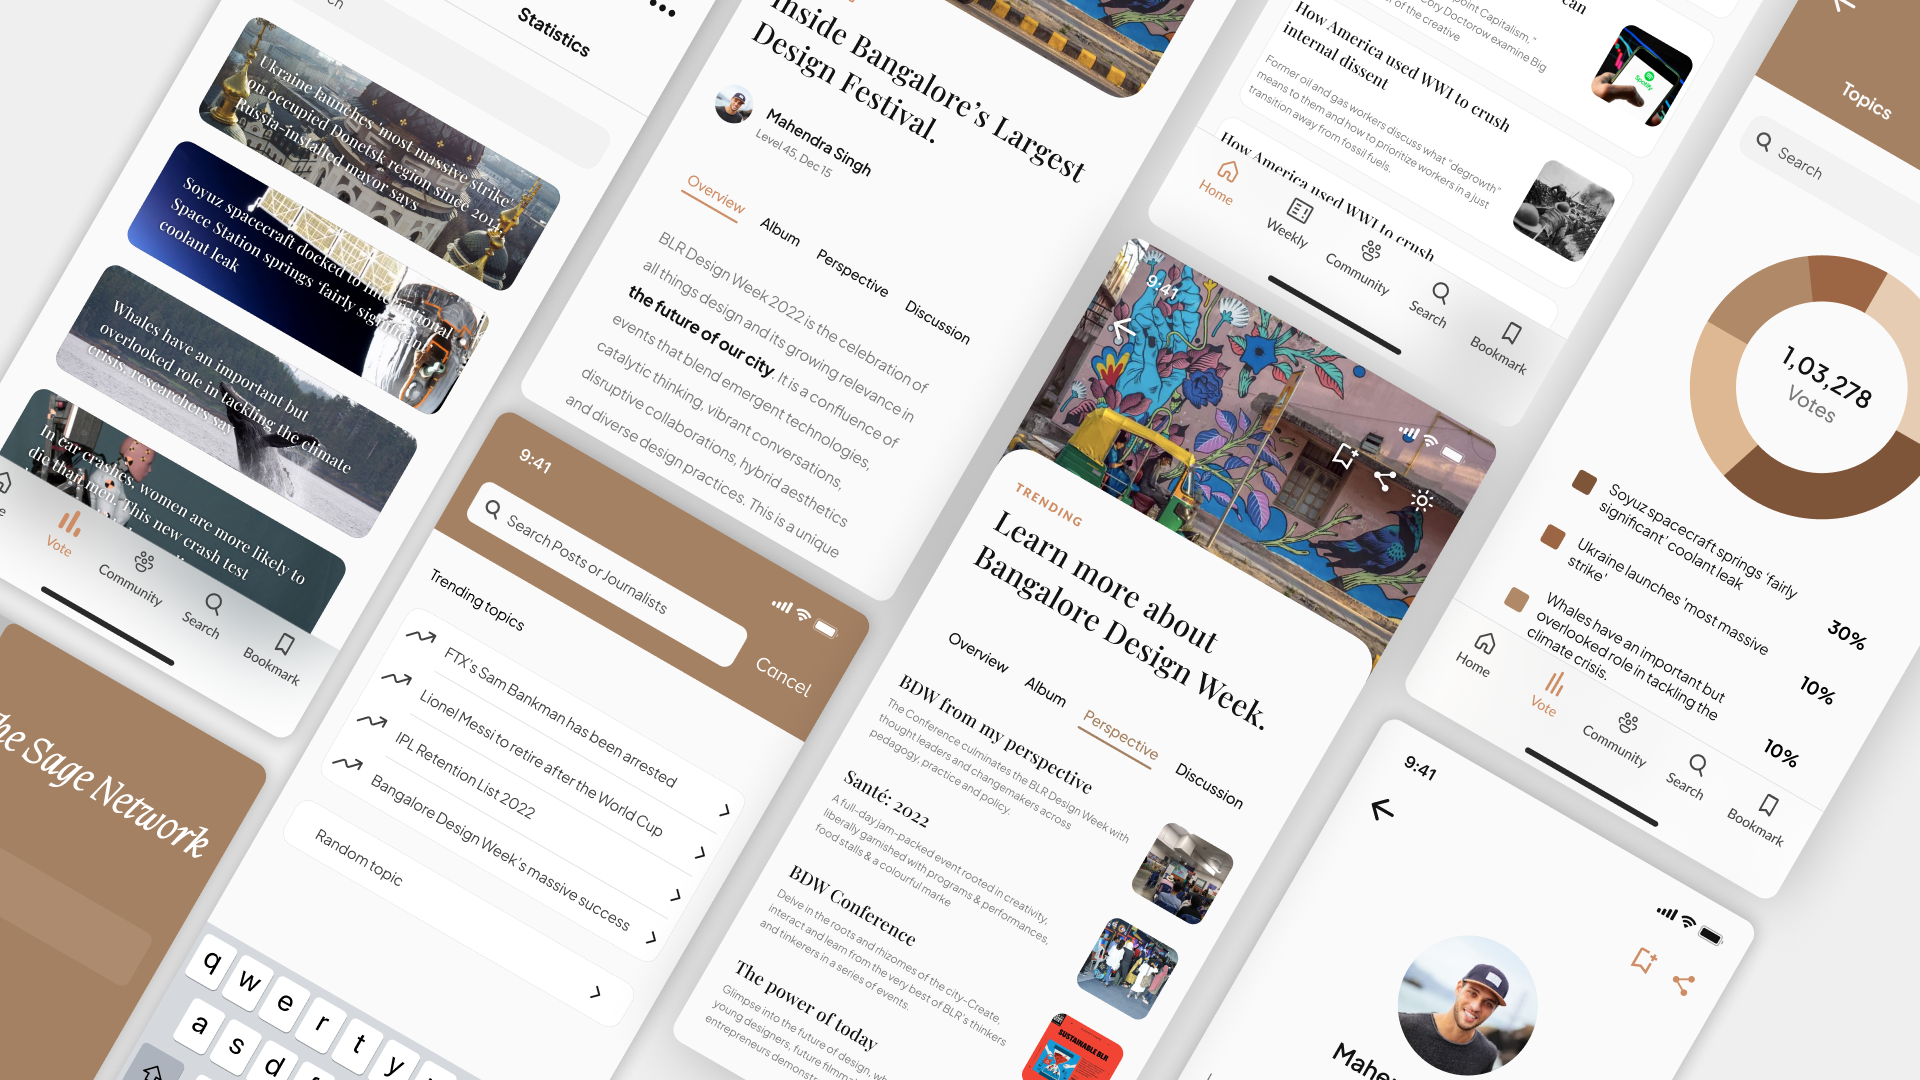 Statistics
Ukraine launches 'most massive strike'
on occupied Donetsk region since 2014,
Russia-installed mayor says
Soyuz spacecraft docked to International
Space Station springs 'fairly significant'
coolant leak
Whales have an important but
overlooked role in tackling the climate
crisis, researchers say
In car crashes, women are more likely to
die than men. This new crash test
Vote
Community
Search
Bookmark
The Sage Network
Inside Bangalore's Largest
Design Festival.
Mahendra Singh
Level 45, Dec 15
Overview
Album
Perspective
Discussion
BLR Design Week 2022 is the celebration of
all things design and its growing relevance in
the future of our city. It is a confluence of
events that blend emergent technologies,
catalytic thinking, vibrant conversations,
disruptive collaborations, hybrid aesthetics
and diverse design practices. This is a unique
9:41
Search Posts or Journalists
Cancel
Trending topics
FTX's Sam Bankman has been arrested
Lionel Messi to retire after the World Cup
IPL Retention List 2022
Bangalore Design Week's massive success
Random topic
q w e r t y
a s d
point Capitalism,"
Cory Doctorow examine Big
of the creative
Spotify
How America used WWI to crush
internal dissent
Former oil and gas workers discuss what "degrowth"
means to them and how to prioritize workers in a just
transition away from fossil fuels.
How America used WWI to crush
Home
Weekly
Community
Search
Bookmark
9:41
TRENDING
Learn more about
Bangalore Design Week.
Overview
Album
Perspective
Discussion
BDW from my perspective
The Conference culminates the BLR Design Week with
thought leaders and changemakers across
pedagogy, practice and policy.
Santé: 2022
A full-day jam-packed event rooted in creativity,
liberally garnished with programs & performances,
food stalls & a colourful marke
BDW Conference
Delve in the roots and rhizomes of the city-Create,
interact and learn from the very best of BLR's thinkers
and tinkerers in a series of events.
The power of today
Glimpse into the future of design,
young designers, future
entrepreneurs
SUSTAINABLE BLR
Topics
Search
1,03,278
Votes
Soyuz spacecraft springs 'fairly
significant' coolant leak
30%
Ukraine launches 'most massive
strike'
10%
Whales have an important but
overlooked role in tackling the
climate crisis.
10%
Home
Vote
Community
Search
Bookmark
9:41